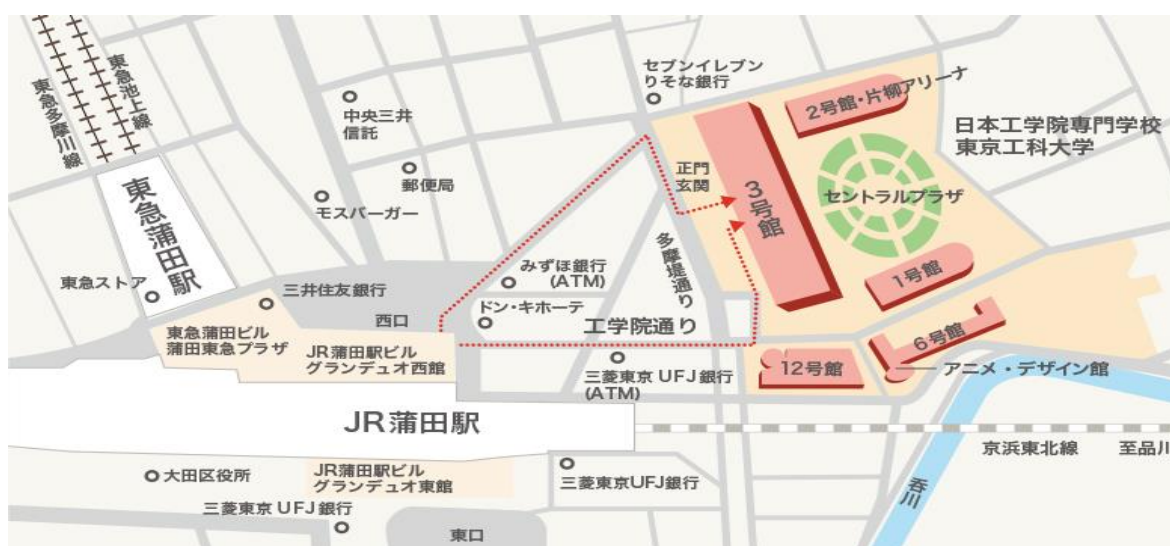 東急多摩川線
東急池上線
東急蒲田駅
東急ストア
中央三井
信託
郵便局
モスバーガー
セブンイレブン
りそな銀行
2号館・片柳アリーナ
日本工学院専門学校
東京工科大学
正門
玄関
3号館
セントラルプラザ
1号館
6号館
アニメ・デザイン館
12号館
多摩堤通り
みずほ銀行
(ATM)
ドン・キホーテ
工学院通り
三菱東京 UFJ 銀行
(ATM)
三井住友銀行
西口
東急蒲田ビル
蒲田東急プラザ
JR蒲田駅ビル
グランデュオ西館
JR蒲田駅
京浜東北線
至品川
呑川
大田区役所
JR蒲田駅ビル
グランデュオ東館
三菱東京UFJ銀行
三菱東京 UFJ 銀行
東口